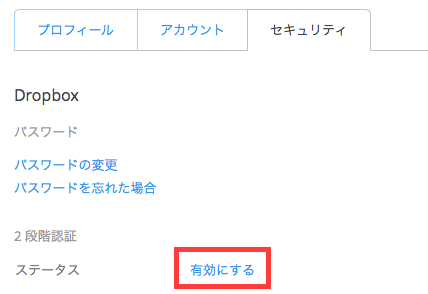 プロフィール アカウント セキュリティ
Dropbox
パスワード
パスワードの変更
パスワードを忘れた場合
2 段階認証
ステータス 有効にする